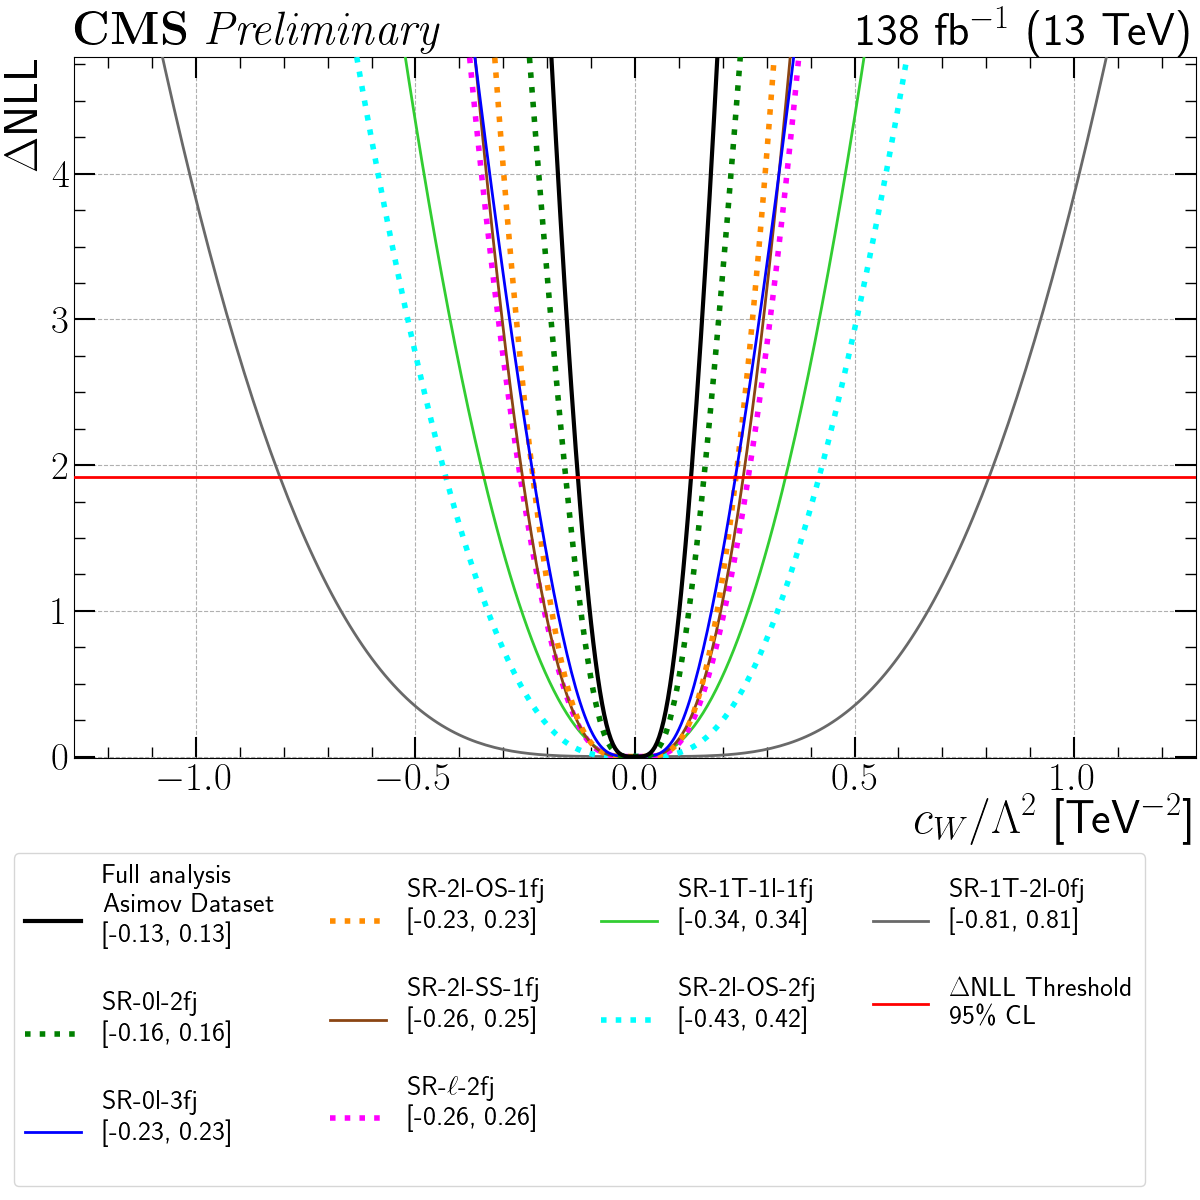 CMS Preliminary
138 fb⁻¹ (13 TeV)
ΔNLL
4
3
2
1
0
−1.0 −0.5 0.0 0.5 1.0
c_W/Λ² [TeV⁻²]
Full analysis
Asimov Dataset
[-0.13, 0.13]
SR-0l-2fj
[-0.16, 0.16]
SR-0l-3fj
[-0.23, 0.23]
SR-2l-OS-1fj
[-0.23, 0.23]
SR-2l-SS-1fj
[-0.26, 0.25]
SR-ℓ-2fj
[-0.26, 0.26]
SR-1T-1l-1fj
[-0.34, 0.34]
SR-2l-OS-2fj
[-0.43, 0.42]
SR-1T-2l-0fj
[-0.81, 0.81]
ΔNLL Threshold
95% CL